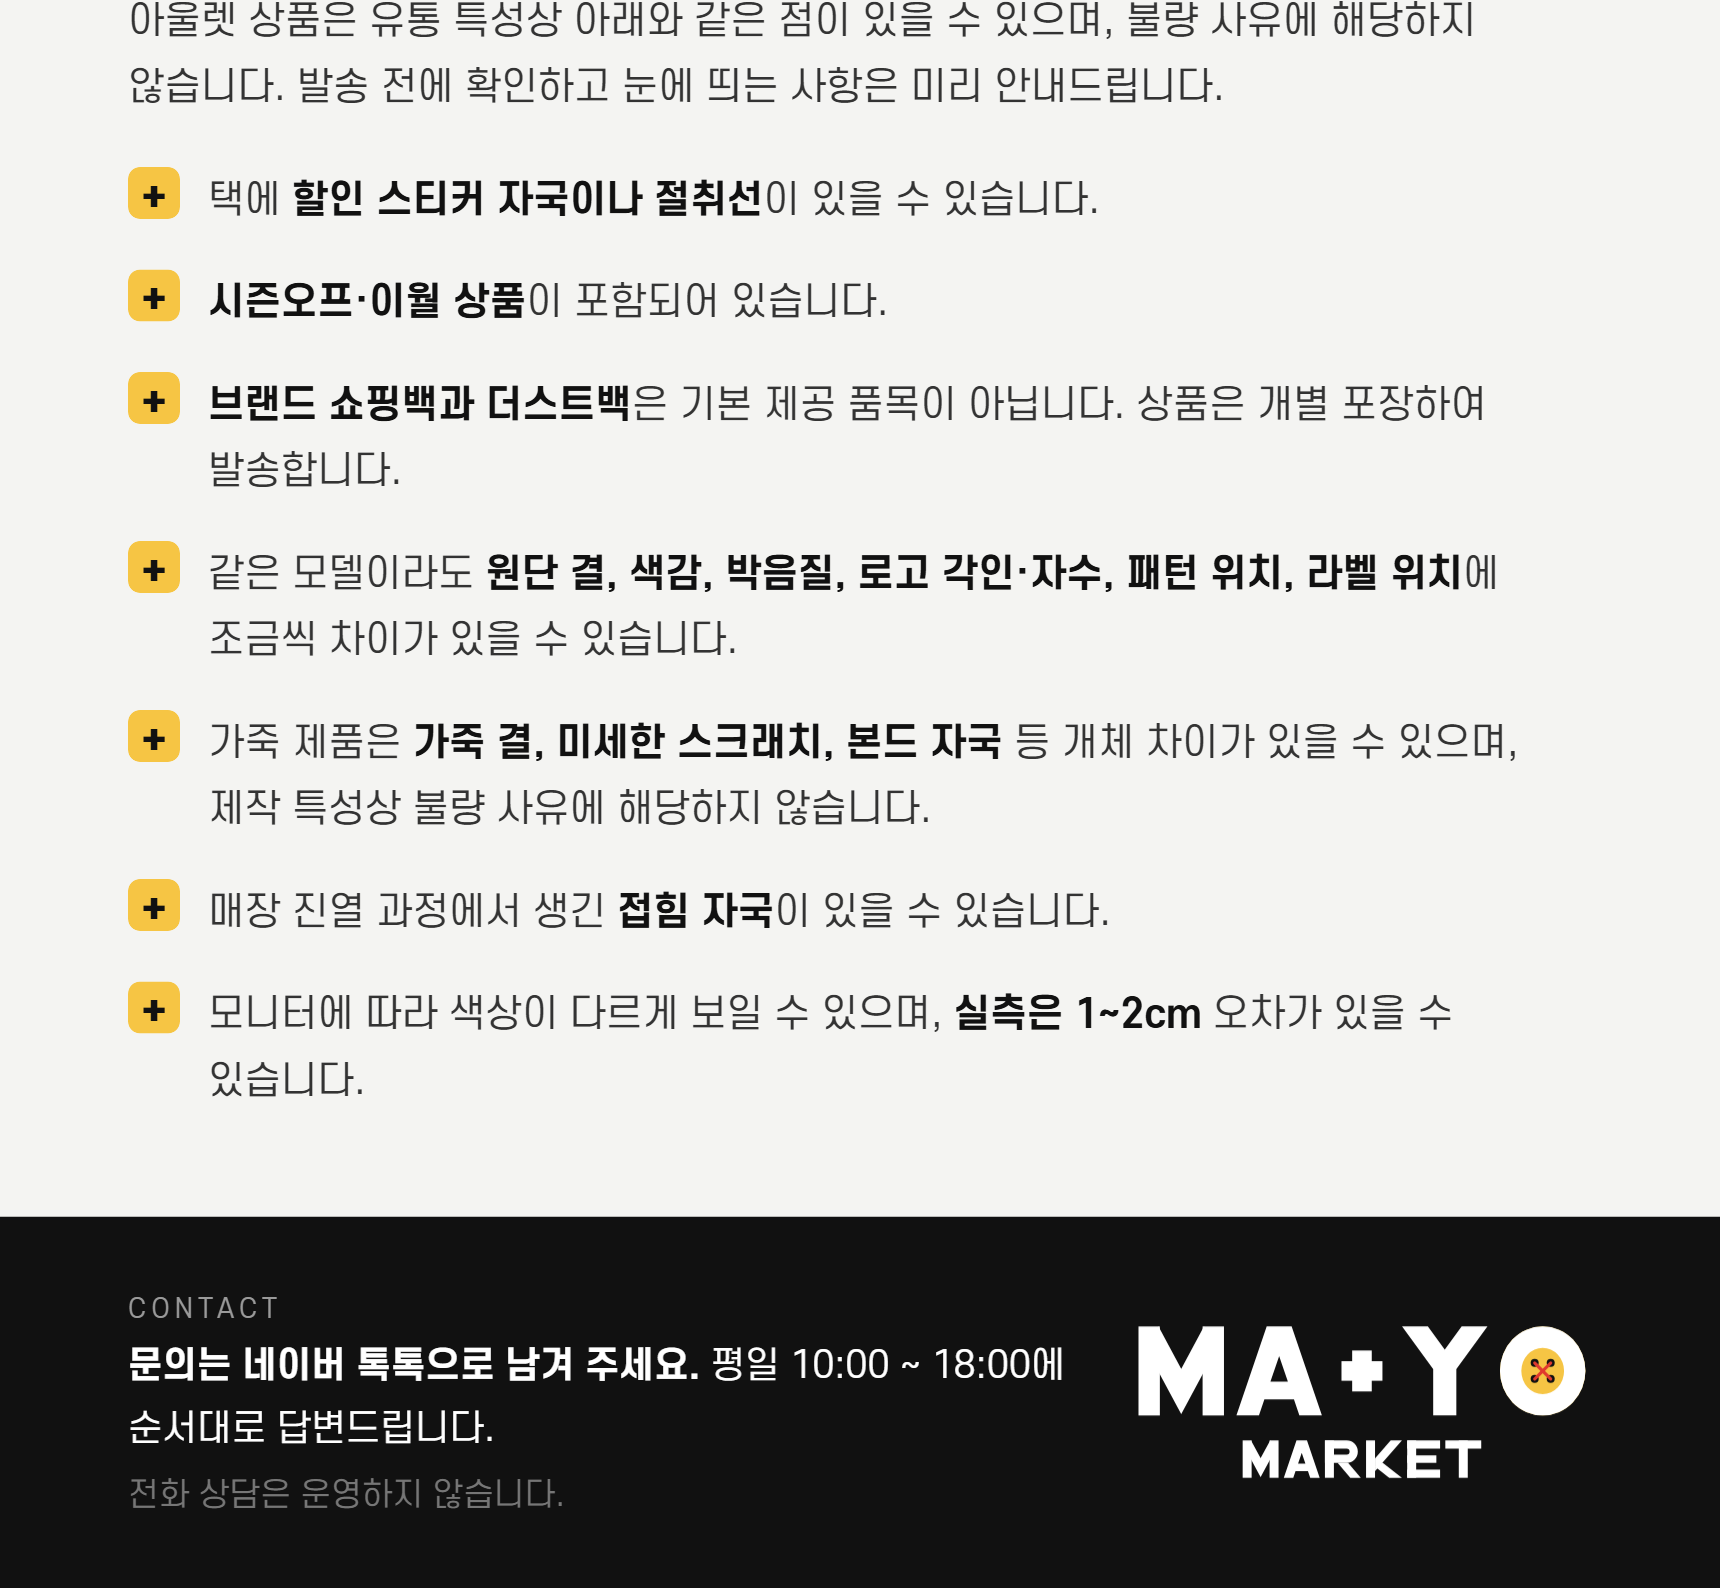 아울렛 상품은 유통 특성상 아래와 같은 점이 있을 수 있으며, 불량 사유에 해당하지
않습니다. 발송 전에 확인하고 눈에 띄는 사항은 미리 안내드립니다.
+ 택에 할인 스티커 자국이나 절취선이 있을 수 있습니다.
+ 시즌오프·이월 상품이 포함되어 있습니다.
+ 브랜드 쇼핑백과 더스트백은 기본 제공 품목이 아닙니다. 상품은 개별 포장하여
발송합니다.
+ 같은 모델이라도 원단 결, 색감, 박음질, 로고 각인·자수, 패턴 위치, 라벨 위치에
조금씩 차이가 있을 수 있습니다.
+ 가죽 제품은 가죽 결, 미세한 스크래치, 본드 자국 등 개체 차이가 있을 수 있으며,
제작 특성상 불량 사유에 해당하지 않습니다.
+ 매장 진열 과정에서 생긴 접힘 자국이 있을 수 있습니다.
+ 모니터에 따라 색상이 다르게 보일 수 있으며, 실측은 1~2cm 오차가 있을 수
있습니다.
CONTACT
문의는 네이버 톡톡으로 남겨 주세요. 평일 10:00 ~ 18:00에
순서대로 답변드립니다.
전화 상담은 운영하지 않습니다.
MA+YO
MARKET